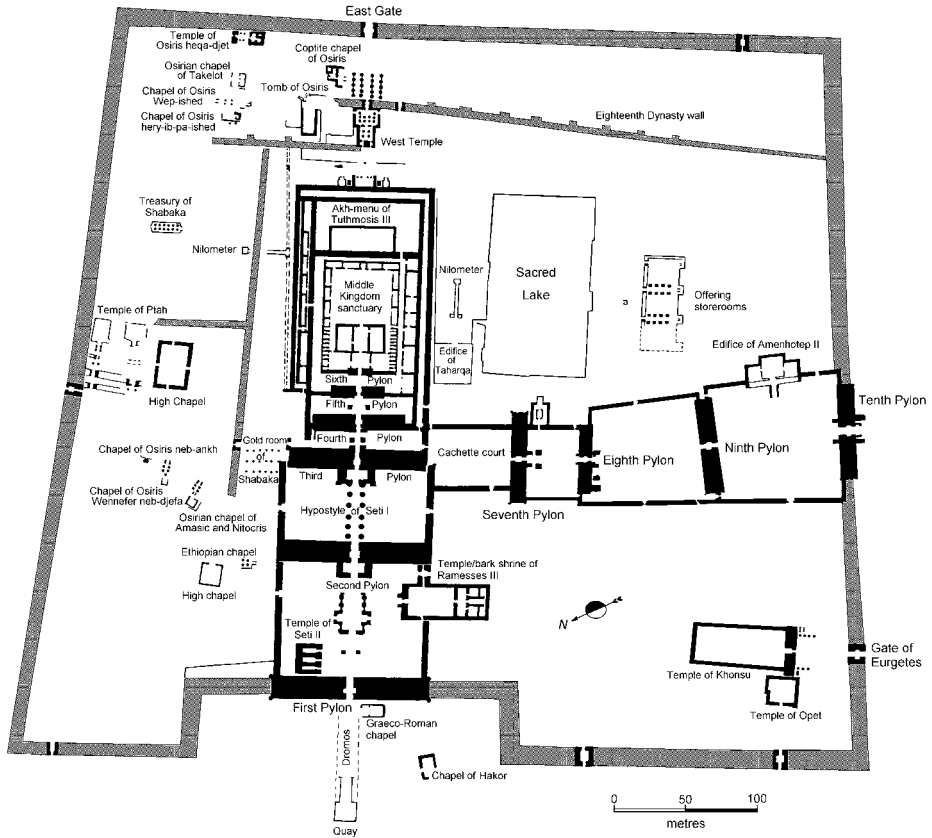 East Gate
Temple of
Osiris heqa-djet
Coptite chapel
of Osiris
Osirian chapel
of Takelot
Tomb of Osiris
Chapel of Osiris
Wep-ished
Chapel of Osiris
hery-ib-pa-ished
Eighteenth Dynasty wall
West Temple
Treasury of
Shabaka
Akh-menu of
Tuthmosis III
Nilometer
Nilometer
Sacred
Lake
Middle
Kingdom
sanctuary
Offering
storerooms
Temple of Ptah
Edifice of Amenhotep II
Edifice
of
Taharqa
High Chapel
Sixth Pylon
Fifth Pylon
Tenth Pylon
Gold room
of
Shabaka
Fourth Pylon
Cachette court
Eighth Pylon
Ninth Pylon
Chapel of Osiris neb-ankh
Third Pylon
Chapel of Osiris
Wennefer neb-djefa
Hypostyle of Seti I
Seventh Pylon
Osirian chapel of
Amasic and Nitocris
Ethiopian chapel
High chapel
Second Pylon
Temple/bark shrine of
Ramesses III
N
Temple of
Seti II
Gate of
Eurgetes
Temple of Khonsu
First Pylon
Temple of Opet
Graeco-Roman
chapel
Dromos
Chapel of Hakor
Quay
0 50 100
metres